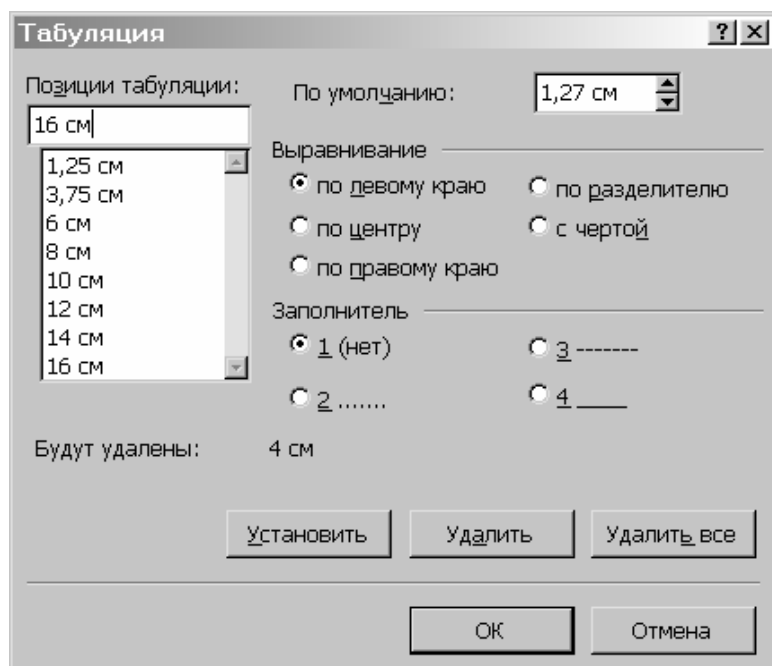 Табуляция
Позиции табуляции:
По умолчанию:
1,27 см
16 см
1,25 см
3,75 см
6 см
8 см
10 см
12 см
14 см
16 см
Выравнивание
по левому краю
по разделителю
по центру
с чертой
по правому краю
Заполнитель
1 (нет)
3 -------
2 .......
4 ____
Будут удалены:
4 см
Установить
Удалить
Удалить все
ОК
Отмена